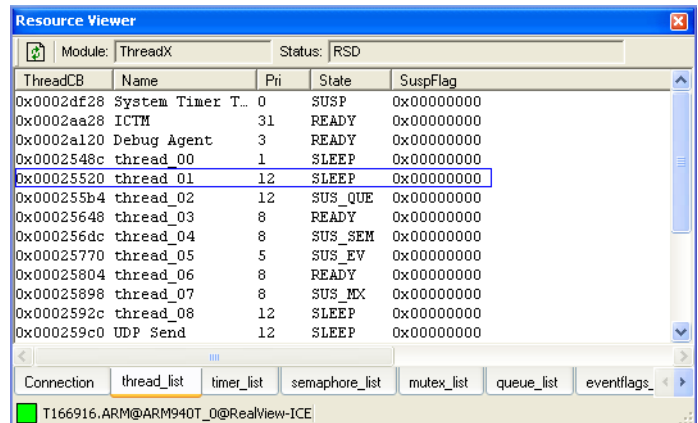 Resource Viewer
Module: ThreadX Status: RSD
ThreadCB Name Pri State SuspFlag
0x0002df28 System Timer T... 0 SUSP 0x00000000
0x0002aa28 ICTM 31 READY 0x00000000
0x0002a120 Debug Agent 3 READY 0x00000000
0x0002548c thread_00 1 SLEEP 0x00000000
0x00025520 thread_01 12 SLEEP 0x00000000
0x000255b4 thread_02 12 SUS_QUE 0x00000000
0x00025648 thread_03 8 READY 0x00000000
0x000256dc thread_04 8 SUS_SEM 0x00000000
0x00025770 thread_05 5 SUS_EV 0x00000000
0x00025804 thread_06 8 READY 0x00000000
0x00025898 thread_07 8 SUS_MX 0x00000000
0x0002592c thread_08 12 SLEEP 0x00000000
0x000259c0 UDP Send 12 SLEEP 0x00000000
Connection thread_list timer_list semaphore_list mutex_list queue_list eventflags_
T166916.ARM@ARM940T_0@RealView-ICE